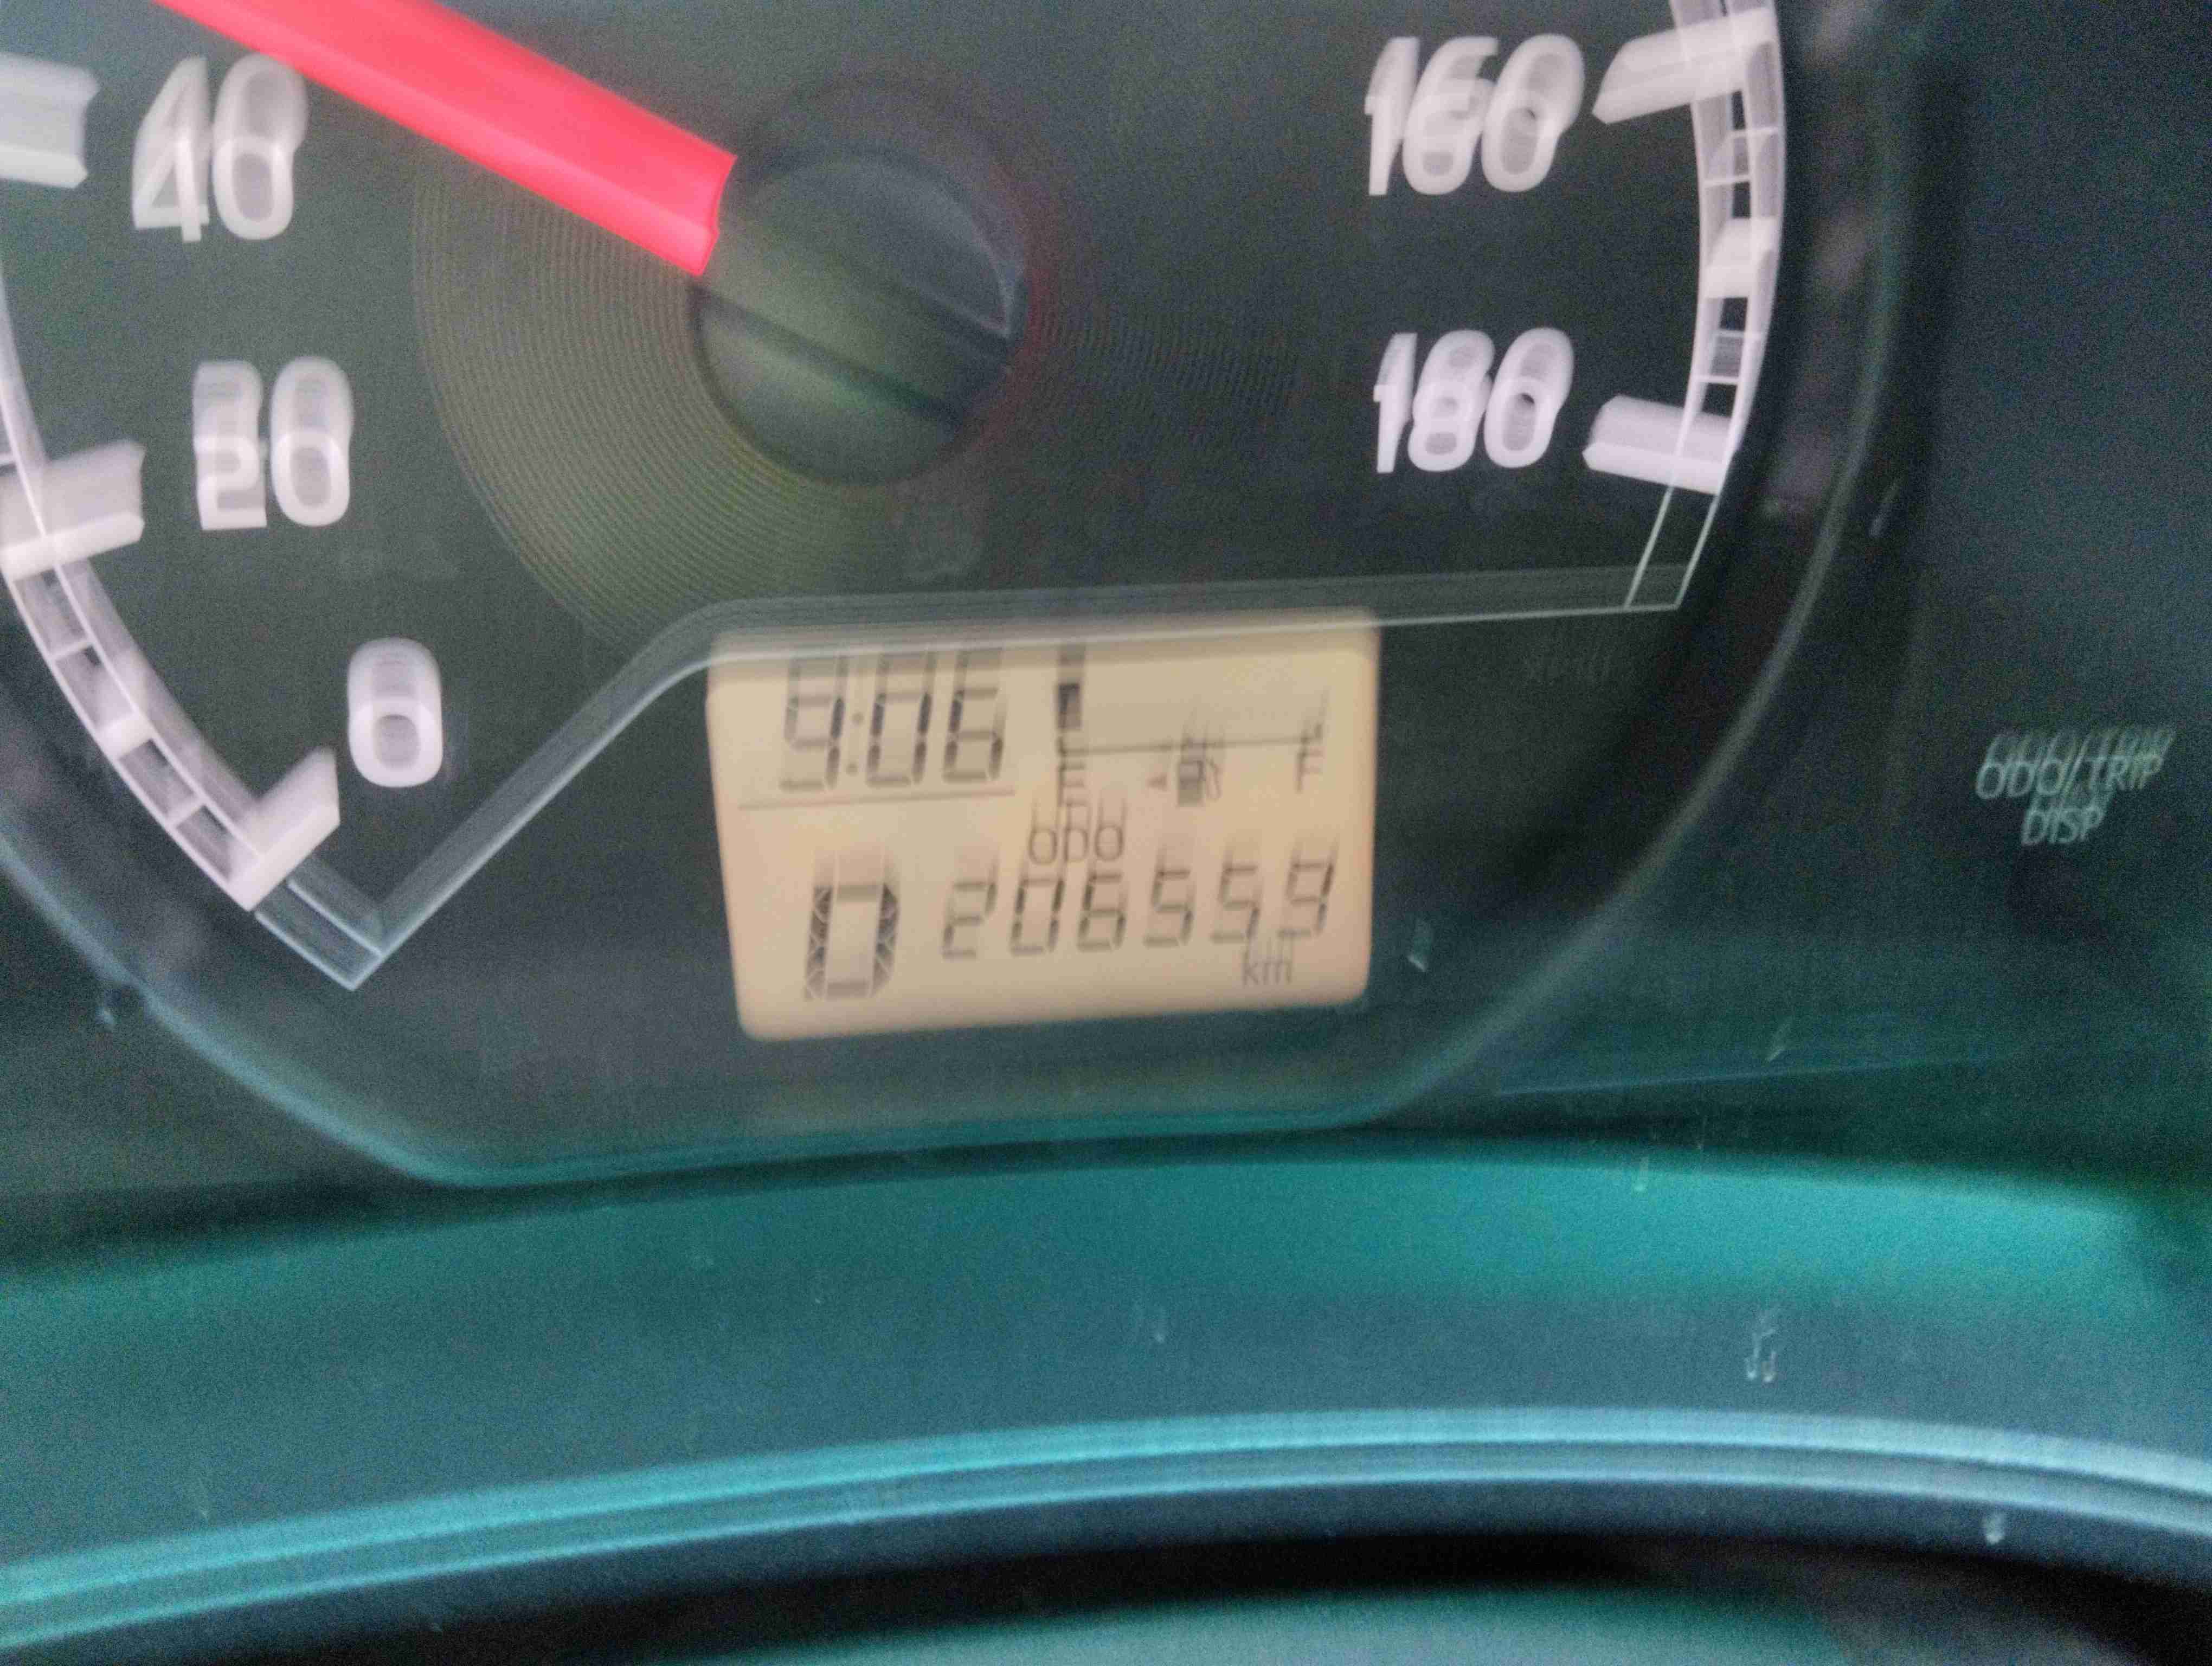 40
160
20
180
0
9:06
E F
ODO
D 206559
km
ODO/TRIP
DISP